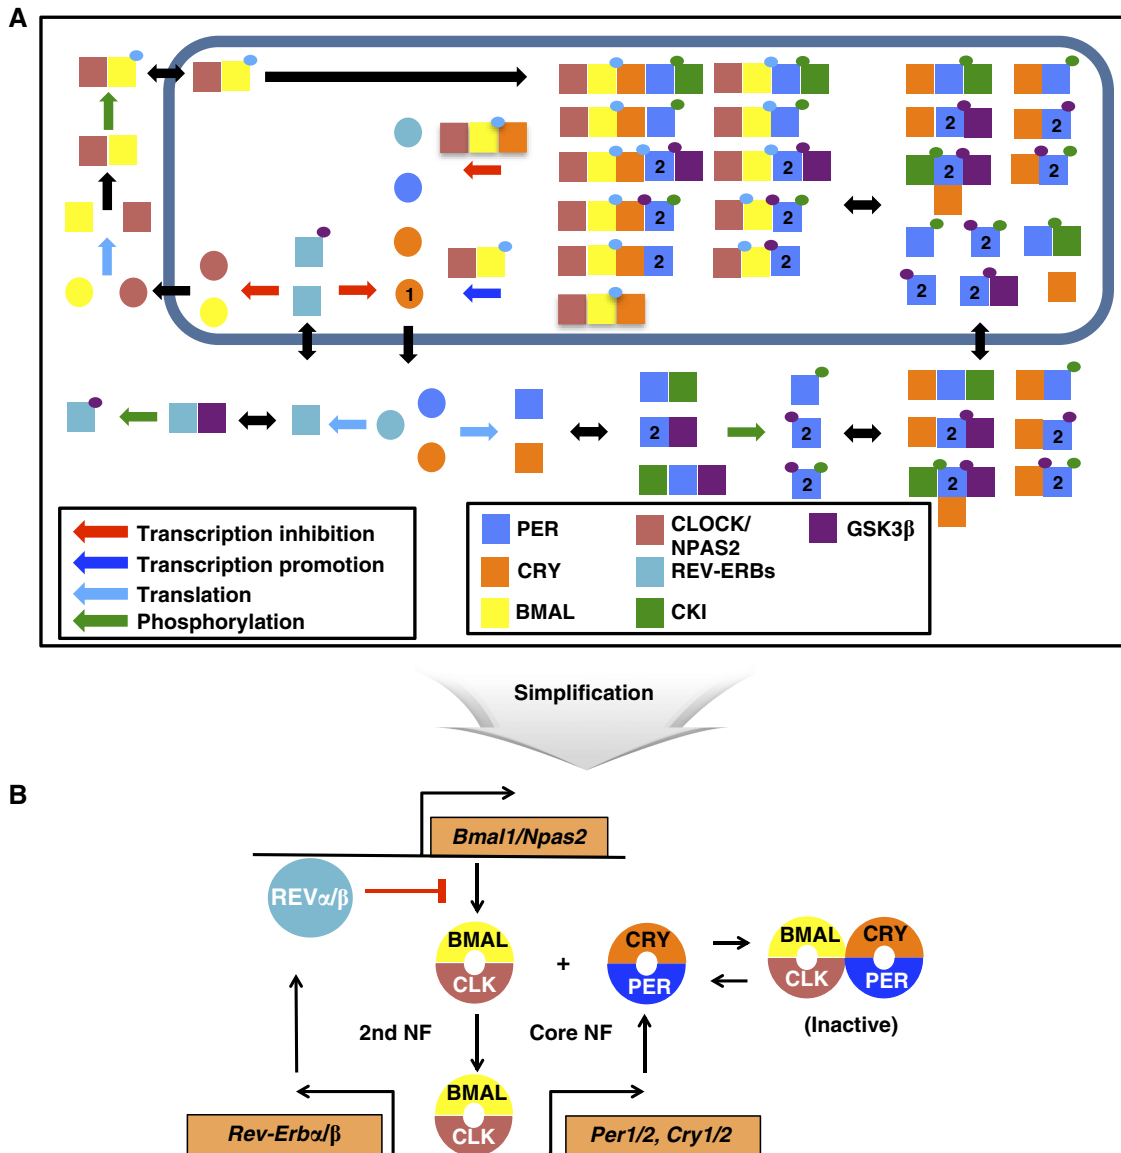 A
2
2
2
2
2
2
2
2
2
2
2
2
2
2
1
2
2
2
2
2
2
2
2
Transcription inhibition
Transcription promotion
Translation
Phosphorylation
PER
CRY
BMAL
CLOCK/
NPAS2
REV-ERBs
CKI
GSK3β
Simplification
B
Bmal1/Npas2
REVα/β
BMAL
CLK
+
CRY
PER
BMAL
CLK
CRY
PER
(Inactive)
2nd NF
Core NF
BMAL
CLK
Rev-Erbα/β
Per1/2, Cry1/2